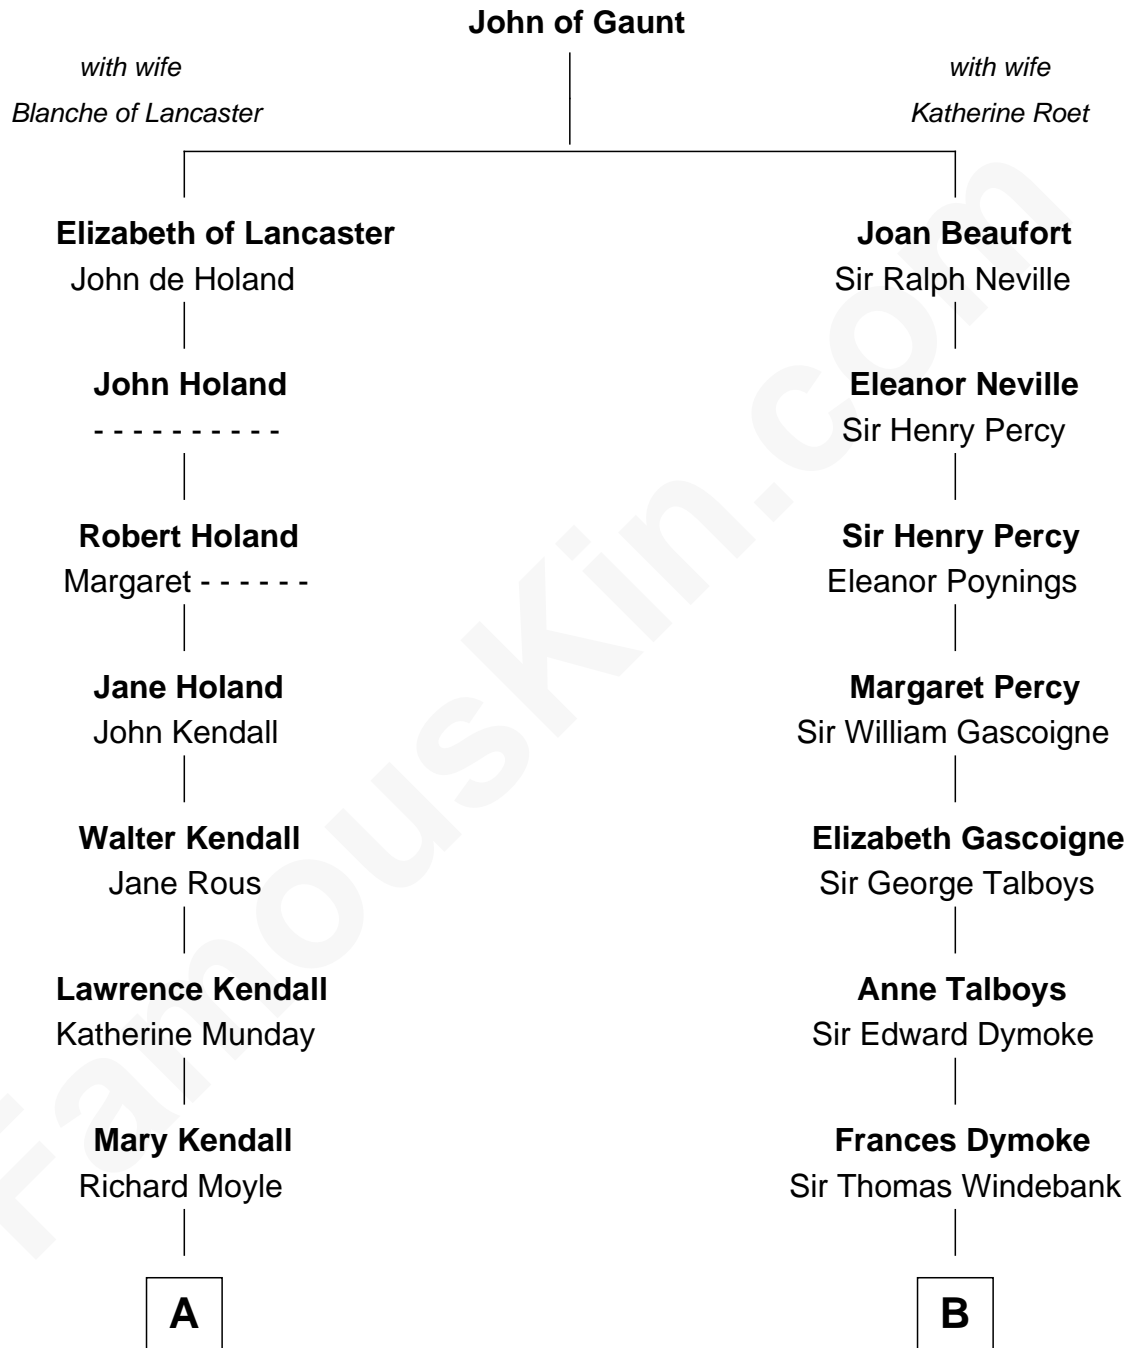 John of Gaunt
with wife
Blanche of Lancaster
with wife
Katherine Roet
Elizabeth of Lancaster
John de Holand
Joan Beaufort
Sir Ralph Neville
John Holand
- - - - - - - - - -
Eleanor Neville
Sir Henry Percy
Robert Holand
Margaret - - - - - -
Sir Henry Percy
Eleanor Poynings
Jane Holand
John Kendall
Margaret Percy
Sir William Gascoigne
Walter Kendall
Jane Rous
Elizabeth Gascoigne
Sir George Talboys
Lawrence Kendall
Katherine Munday
Anne Talboys
Sir Edward Dymoke
Mary Kendall
Richard Moyle
Frances Dymoke
Sir Thomas Windebank
A
B
FamousKin.com